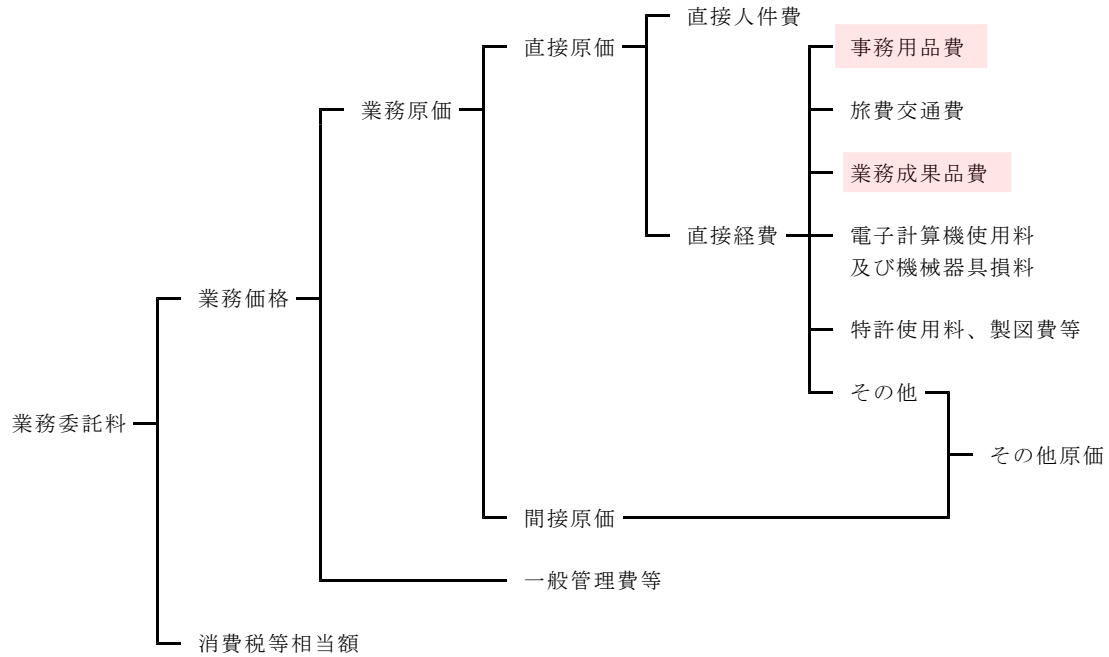 直接人件費
直接原価
事務用品費
業務原価
旅費交通費
業務成果品費
直接経費
電子計算機使用料
及び機械器具損料
業務価格
特許使用料、製図費等
その他
業務委託料
その他原価
間接原価
一般管理費等
消費税等相当額